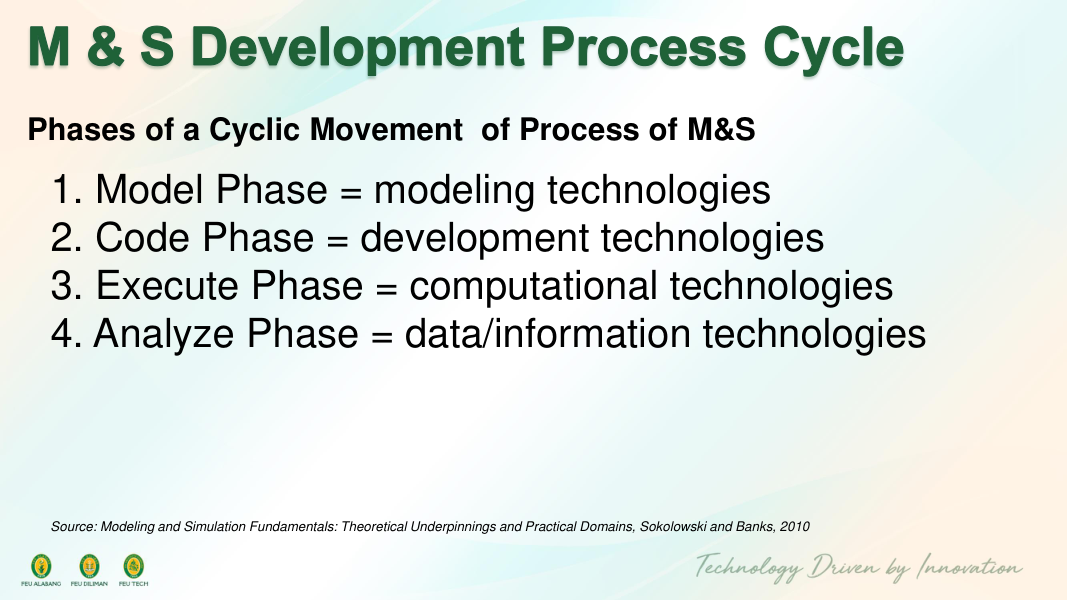 M & S Development Process Cycle
Phases of a Cyclic Movement  of Process of M&S
1. Model Phase = modeling technologies
2. Code Phase = development technologies
3. Execute Phase = computational technologies
4. Analyze Phase = data/information technologies
Source: Modeling and Simulation Fundamentals: Theoretical Underpinnings and Practical Domains, Sokolowski and Banks, 2010
FEU ALABANG FEU DILIMAN FEU TECH
Technology Driven by Innovation